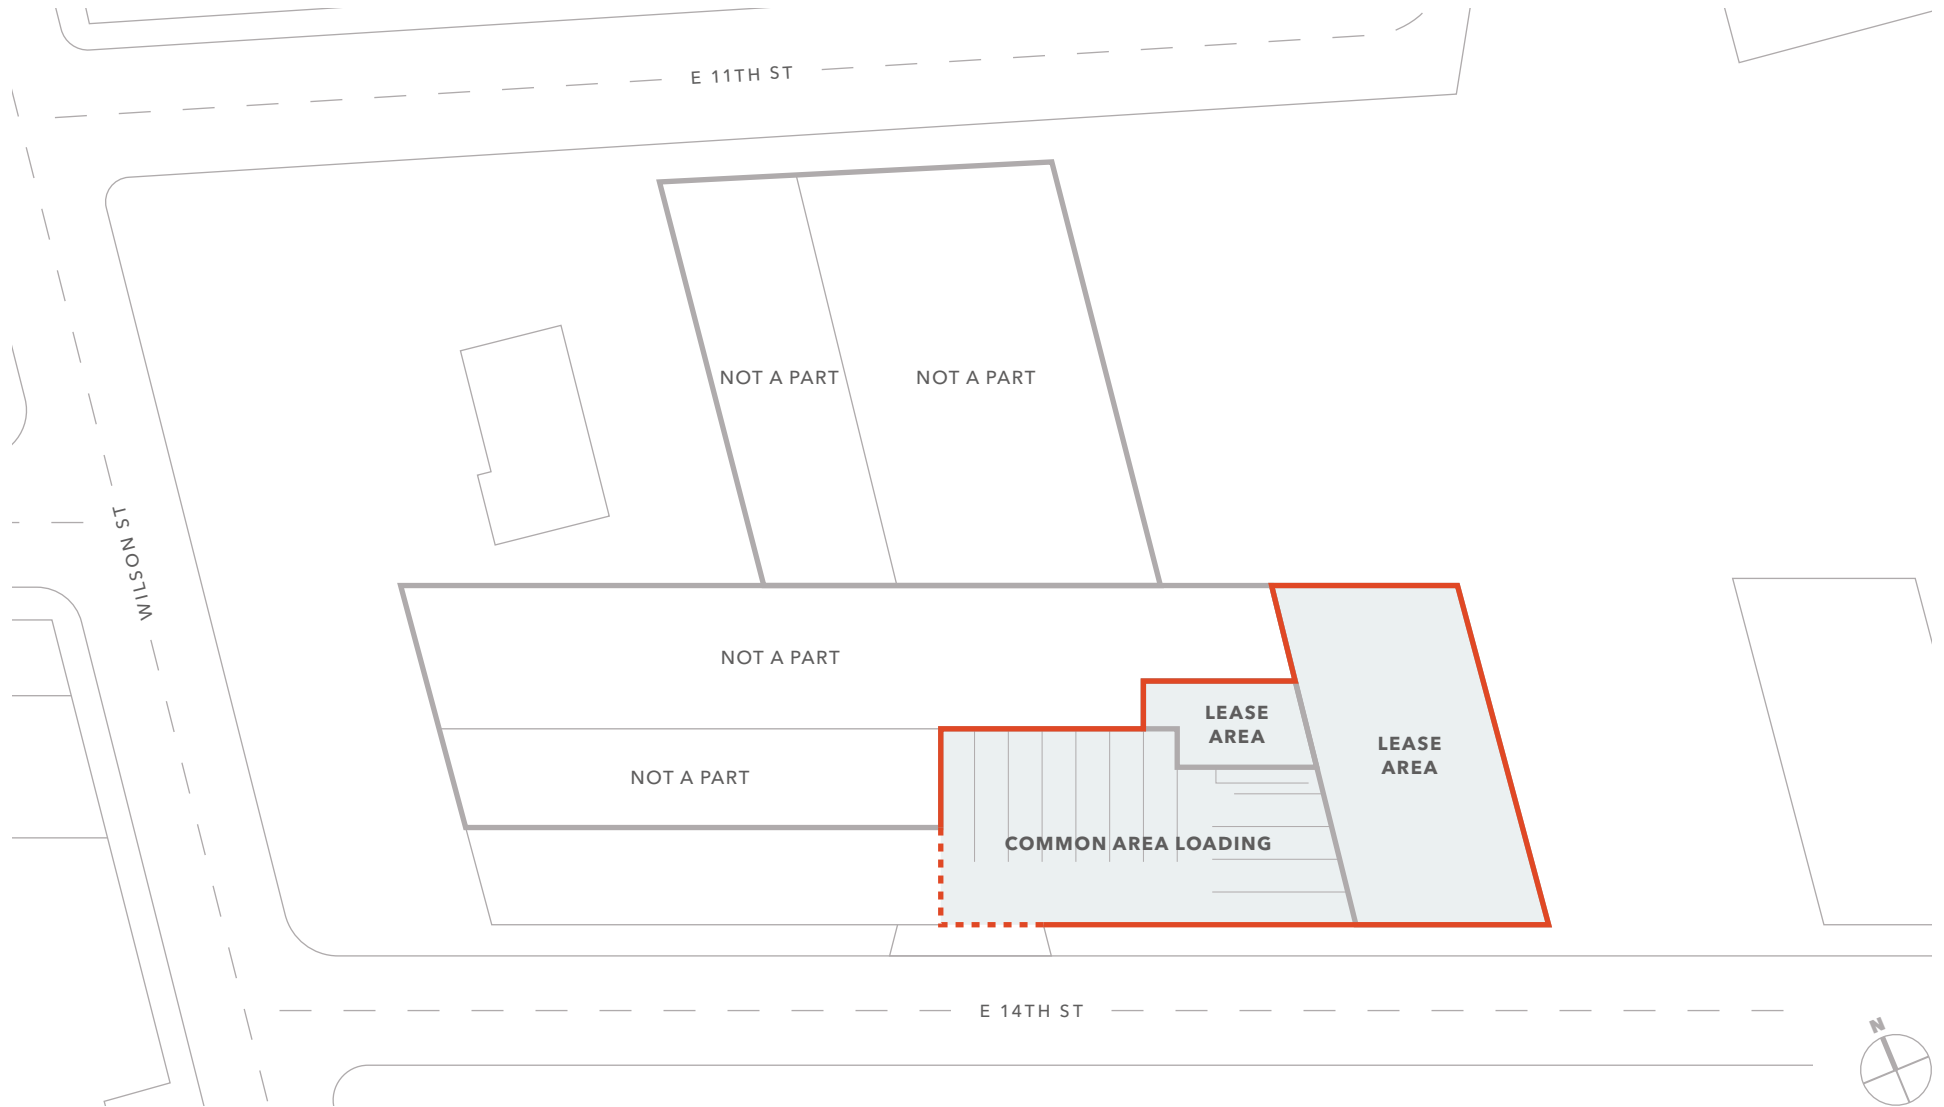 E 11TH ST
NOT A PART
NOT A PART
WILSON ST
NOT A PART
LEASE
AREA
LEASE
AREA
NOT A PART
COMMON AREA LOADING
E 14TH ST
N